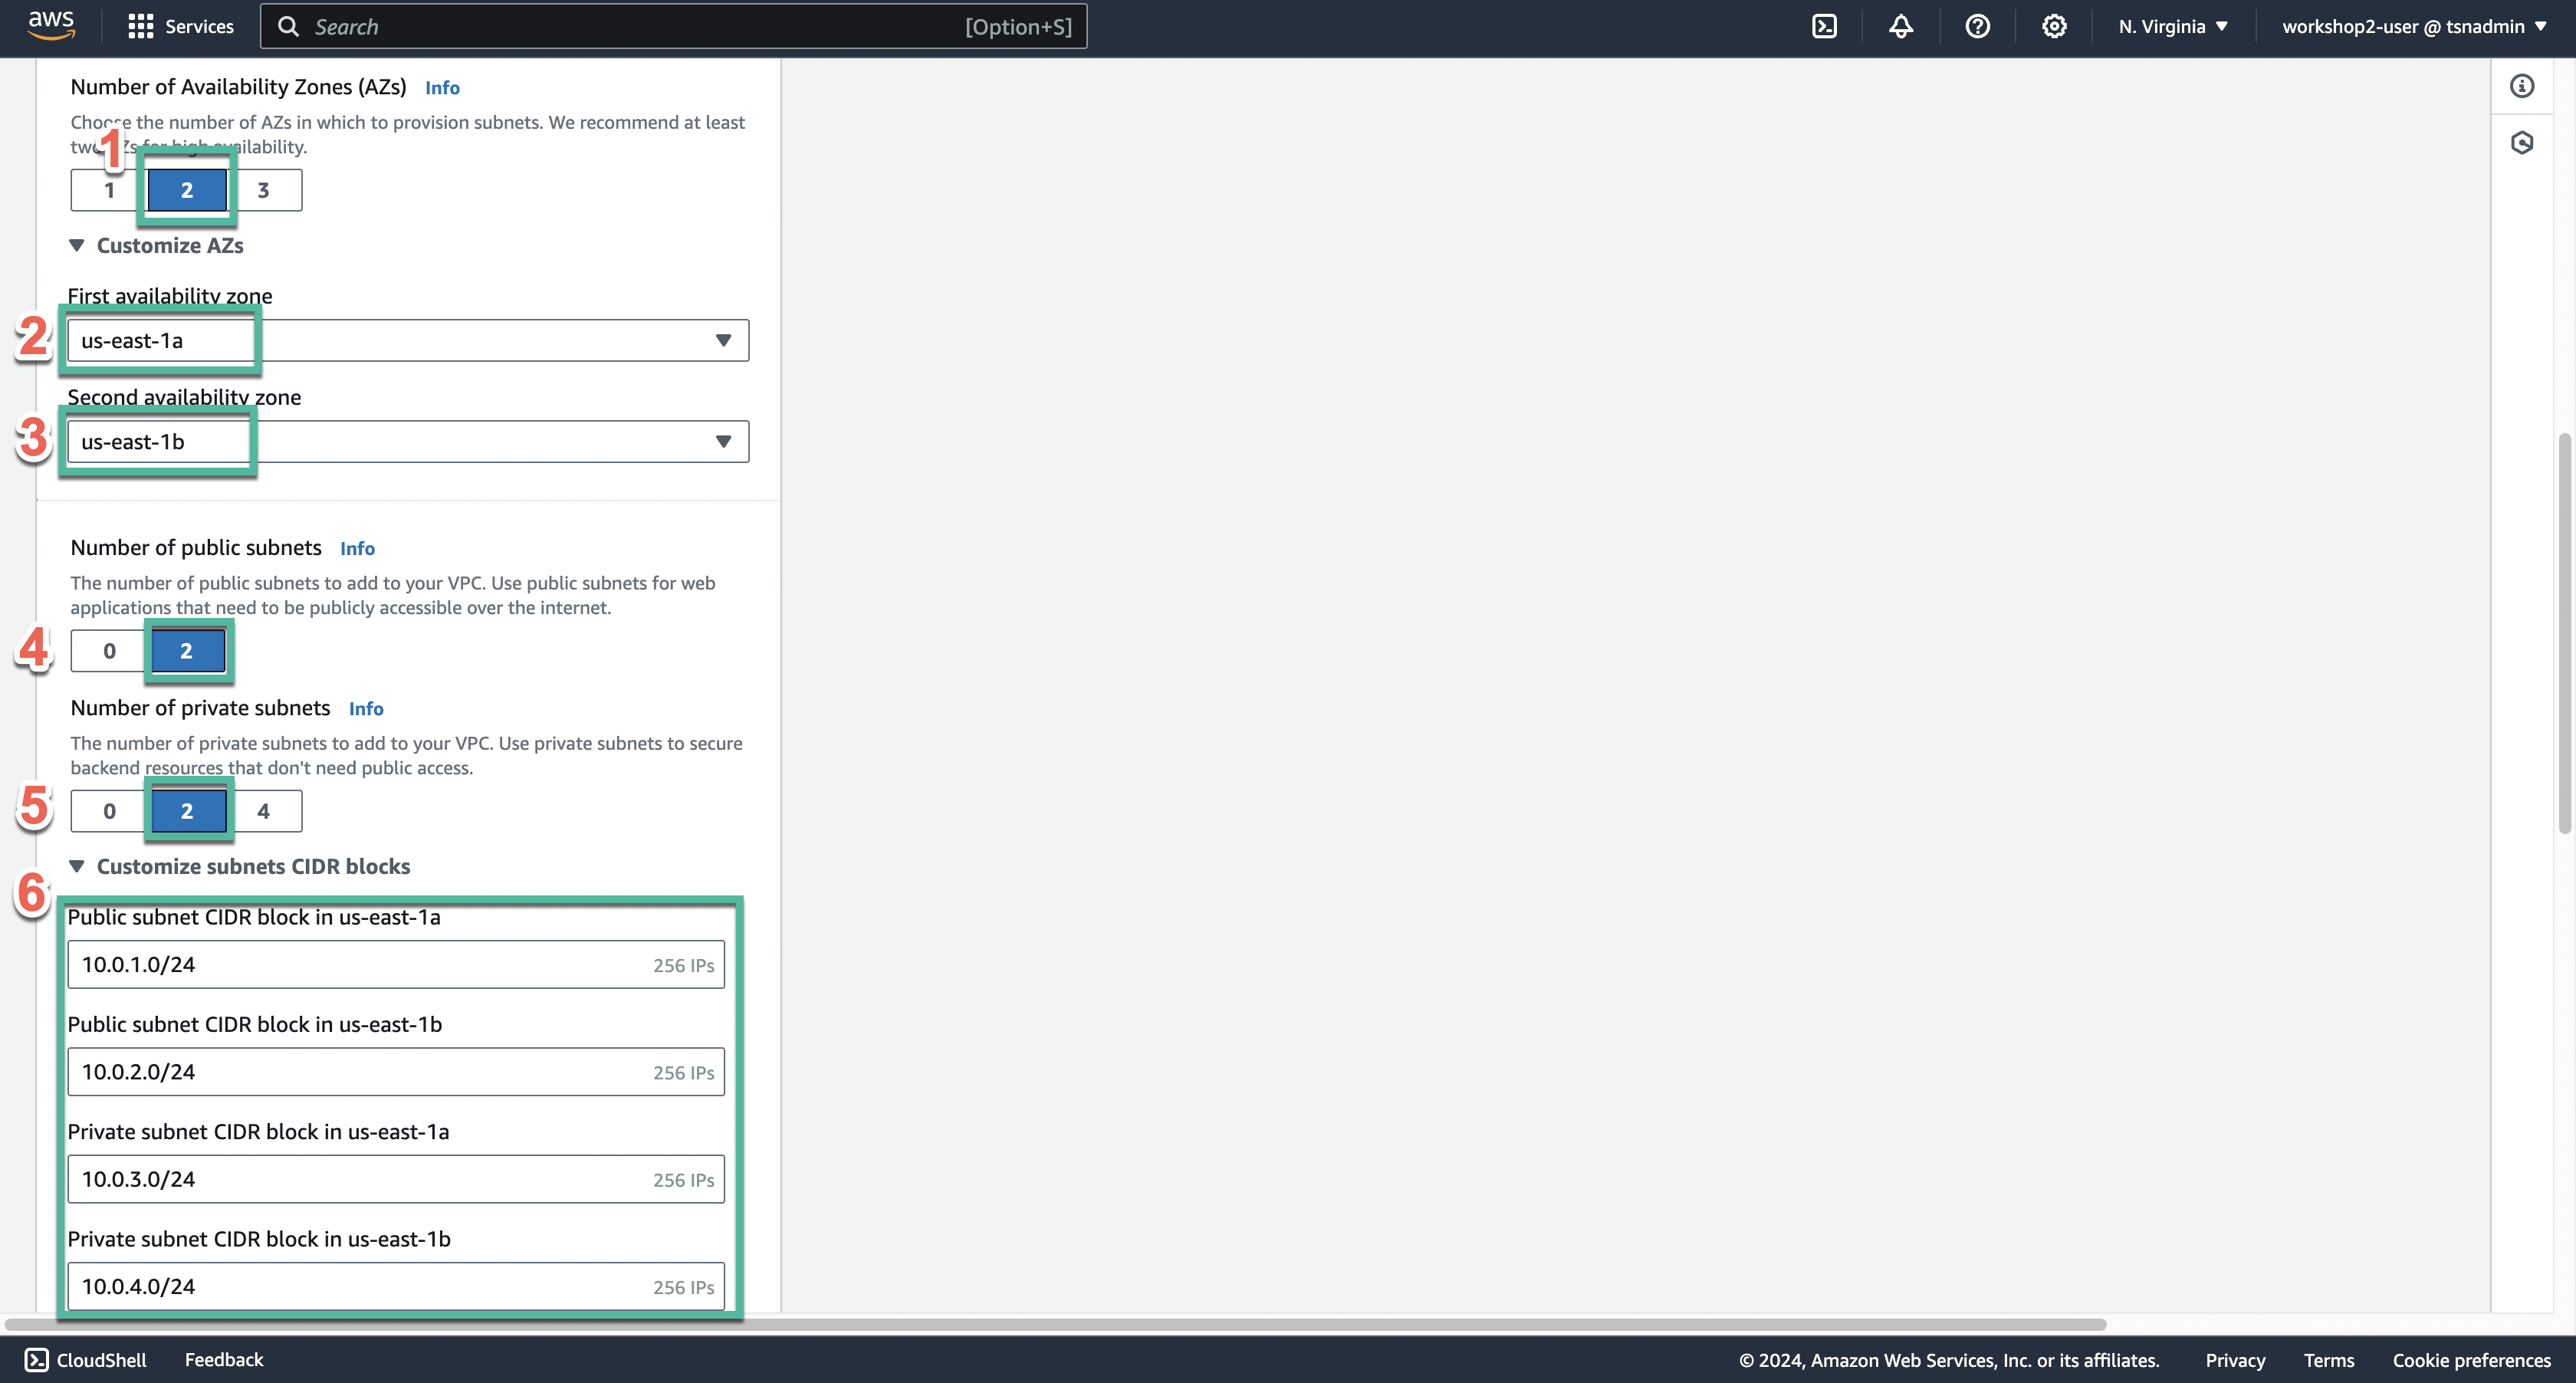 aws
Services
Search
[Option+S]
N. Virginia
workshop2-user @ tsnadmin
Number of Availability Zones (AZs) Info
Choose the number of AZs in which to provision subnets. We recommend at least
two AZs for high availability.
1
1 2 3
Customize AZs
First availability zone
2
us-east-1a
Second availability zone
3
us-east-1b
Number of public subnets Info
The number of public subnets to add to your VPC. Use public subnets for web
applications that need to be publicly accessible over the internet.
4
0 2
Number of private subnets Info
The number of private subnets to add to your VPC. Use private subnets to secure
backend resources that don't need public access.
5
0 2 4
Customize subnets CIDR blocks
6
Public subnet CIDR block in us-east-1a
10.0.1.0/24 256 IPs
Public subnet CIDR block in us-east-1b
10.0.2.0/24 256 IPs
Private subnet CIDR block in us-east-1a
10.0.3.0/24 256 IPs
Private subnet CIDR block in us-east-1b
10.0.4.0/24 256 IPs
CloudShell Feedback
© 2024, Amazon Web Services, Inc. or its affiliates. Privacy Terms Cookie preferences